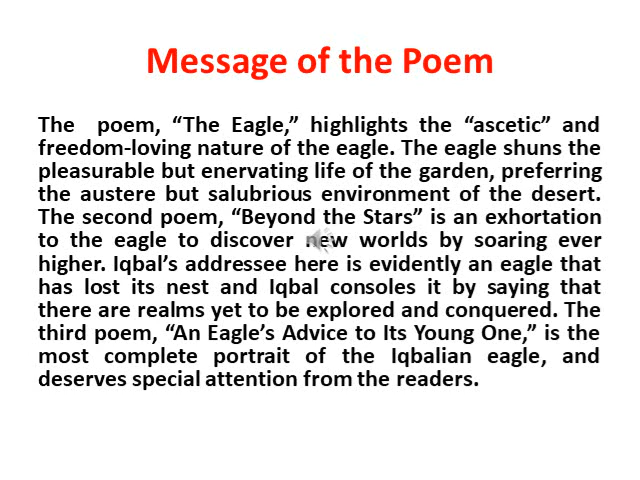 Message of the Poem
The poem, “The Eagle,” highlights the “ascetic” and
freedom-loving nature of the eagle. The eagle shuns the
pleasurable but enervating life of the garden, preferring
the austere but salubrious environment of the desert.
The second poem, “Beyond the Stars” is an exhortation
to the eagle to discover new worlds by soaring ever
higher. Iqbal’s addressee here is evidently an eagle that
has lost its nest and Iqbal consoles it by saying that
there are realms yet to be explored and conquered. The
third poem, “An Eagle’s Advice to Its Young One,” is the
most complete portrait of the Iqbalian eagle, and
deserves special attention from the readers.